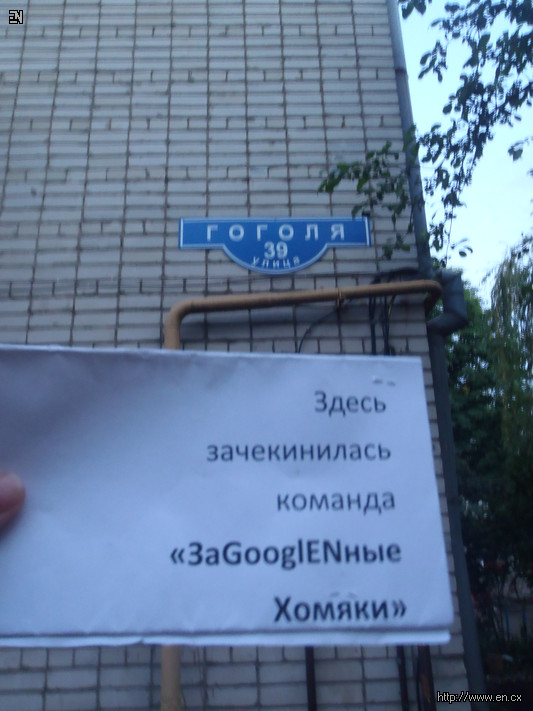 EN
ГОГОЛЯ
39
улица
Здесь
зачекинилась
команда
«ЗаGooglENные
Хомяки»
http://www.en.cx